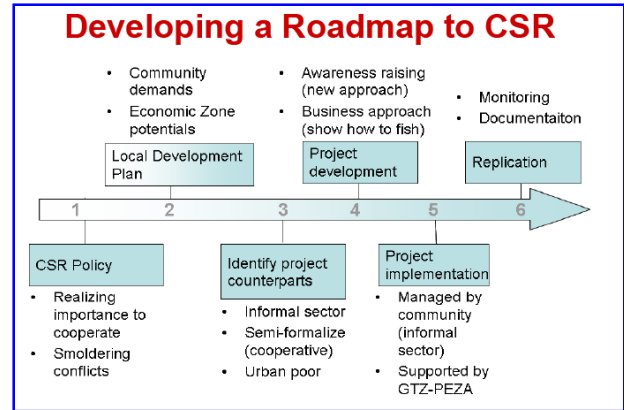 Developing a Roadmap to CSR
• Community
demands
• Economic Zone
potentials
• Awareness raising
(new approach)
• Business approach
(show how to fish)
• Monitoring
• Documentaiton
Local Development
Plan
Project
development
Replication
1 2 3 4 5 6
CSR Policy
Identify project
counterparts
Project
implementation
• Realizing
importance to
cooperate
• Smoldering
conflicts
• Informal sector
• Semi-formalize
(cooperative)
• Urban poor
• Managed by
community
(informal
sector)
• Supported by
GTZ-PEZA